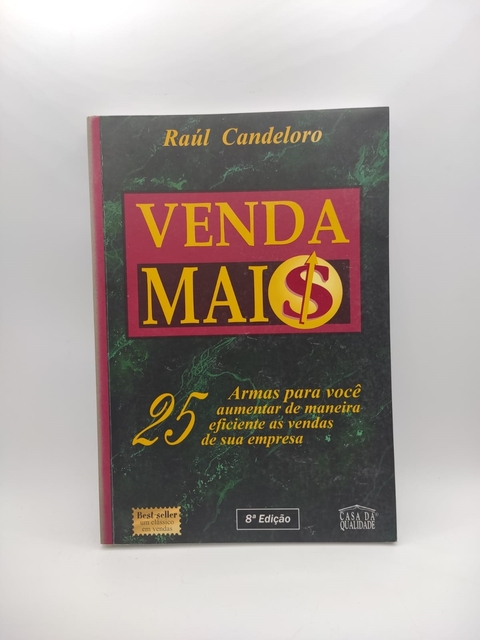 Raúl Candeloro
VENDA
MAI$
25
Armas para você
aumentar de maneira
eficiente as vendas
de sua empresa
Best-seller
um clássico
em vendas
8ª Edição
CASA DA
QUALIDADE